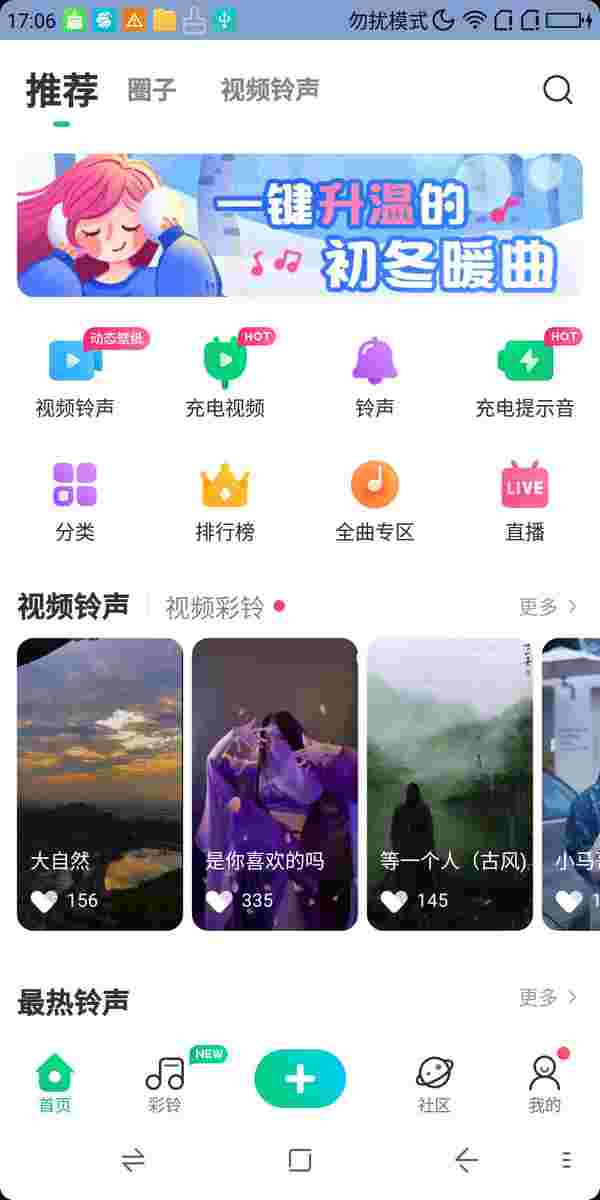 17:06 勿扰模式
推荐 圈子 视频铃声
一键升温的
初冬暖曲
动态壁纸 HOT HOT
视频铃声 充电视频 铃声 充电提示音
LIVE
分类 排行榜 全曲专区 直播
视频铃声 视频彩铃 更多
大自然 是你喜欢的吗 等一个人（古风) 小马
156 335 145 1
最热铃声 更多
NEW
首页 彩铃 社区 我的